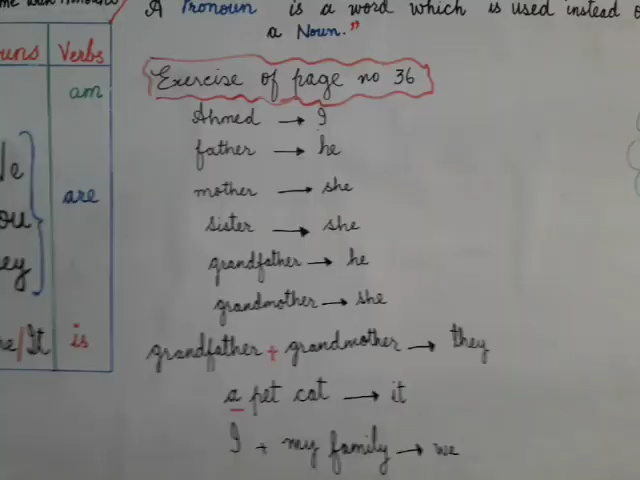 A Pronoun is a word which is used instead
a Noun."
Verbs
am
are
is
Exercise of page no 36
Ahmed → I
father → he
mother → she
Sister → she
grandfather → he
grandmother → she
grandfather + grandmother → they
a pet cat → it
I + my family → we
/It